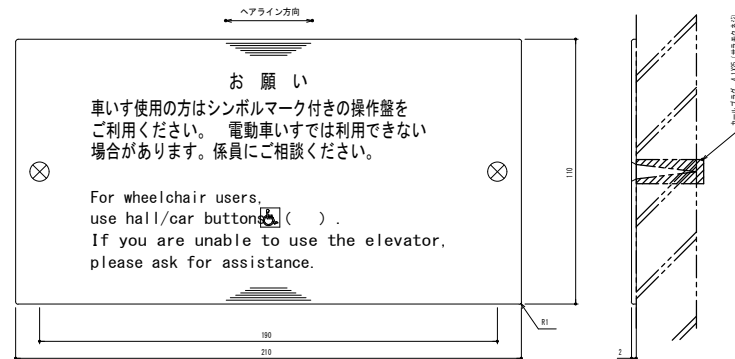 ヘアライン方向
お 願 い
車いす使用の方はシンボルマーク付きの操作盤を
ご利用ください。 電動車いすでは利用できない
場合があります。係員にご相談ください。
For wheelchair users,
use hall/car buttons ( ).
If you are unable to use the elevator,
please ask for assistance.
110
R1
190
210
2